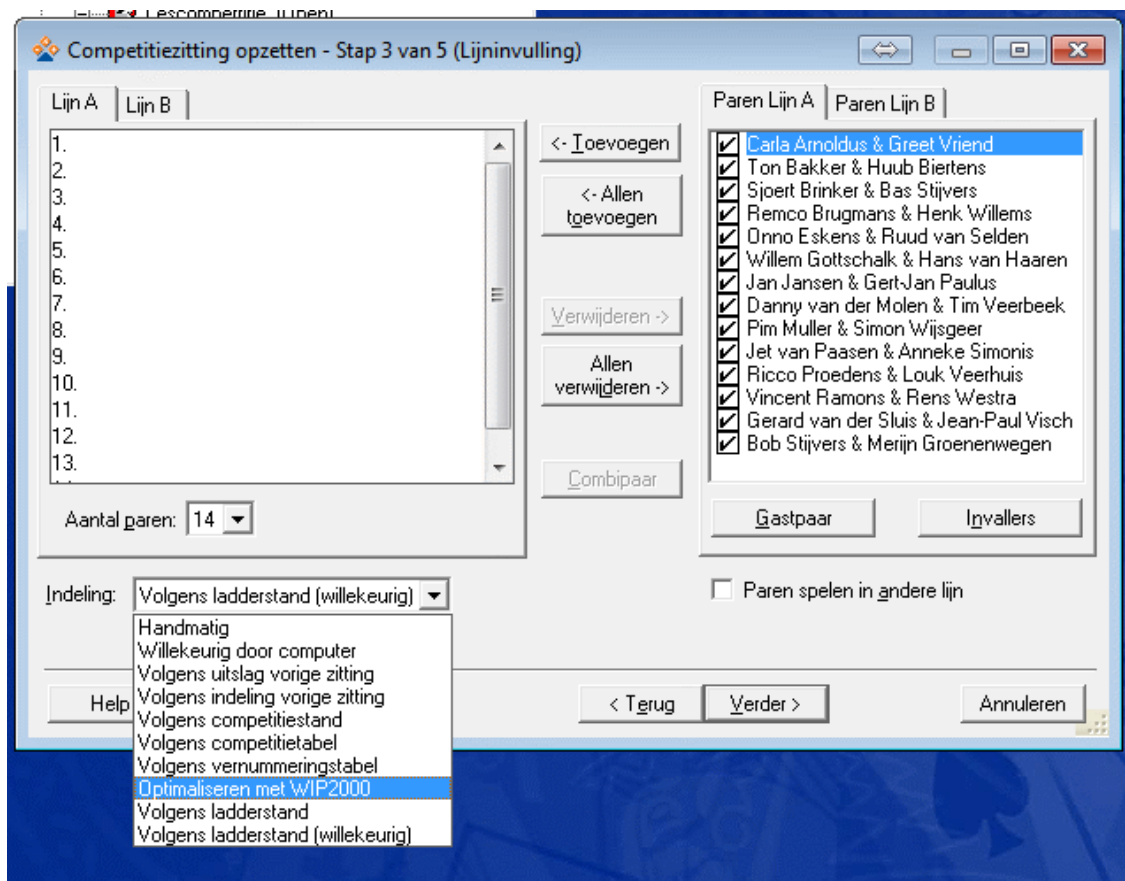 Lescompetitie (Open)
Competitiezitting opzetten - Stap 3 van 5 (Lijninvulling)
Lijn A
Lijn B
1.
2.
3.
4.
5.
6.
7.
8.
9.
10.
11.
12.
13.
Aantal paren: 14
<- Toevoegen
<- Allen
toevoegen
Verwijderen ->
Allen
verwijderen ->
Combipaar
Paren Lijn A
Paren Lijn B
Carla Arnoldus & Greet Vriend
Ton Bakker & Huub Biertens
Sjoert Brinker & Bas Stijvers
Remco Brugmans & Henk Willems
Onno Eskens & Ruud van Selden
Willem Gottschalk & Hans van Haaren
Jan Jansen & Gert-Jan Paulus
Danny van der Molen & Tim Veerbeek
Pim Muller & Simon Wijsgeer
Jet van Paasen & Anneke Simonis
Ricco Proedens & Louk Veerhuis
Vincent Ramons & Rens Westra
Gerard van der Sluis & Jean-Paul Visch
Bob Stijvers & Merijn Groenenwegen
Gastpaar
Invallers
Indeling: Volgens ladderstand (willekeurig)
Paren spelen in andere lijn
Handmatig
Willekeurig door computer
Volgens uitslag vorige zitting
Volgens indeling vorige zitting
Volgens competitiestand
Volgens competitietabel
Volgens vernummeringstabel
Optimaliseren met WIP2000
Volgens ladderstand
Volgens ladderstand (willekeurig)
Help
< Terug
Verder >
Annuleren